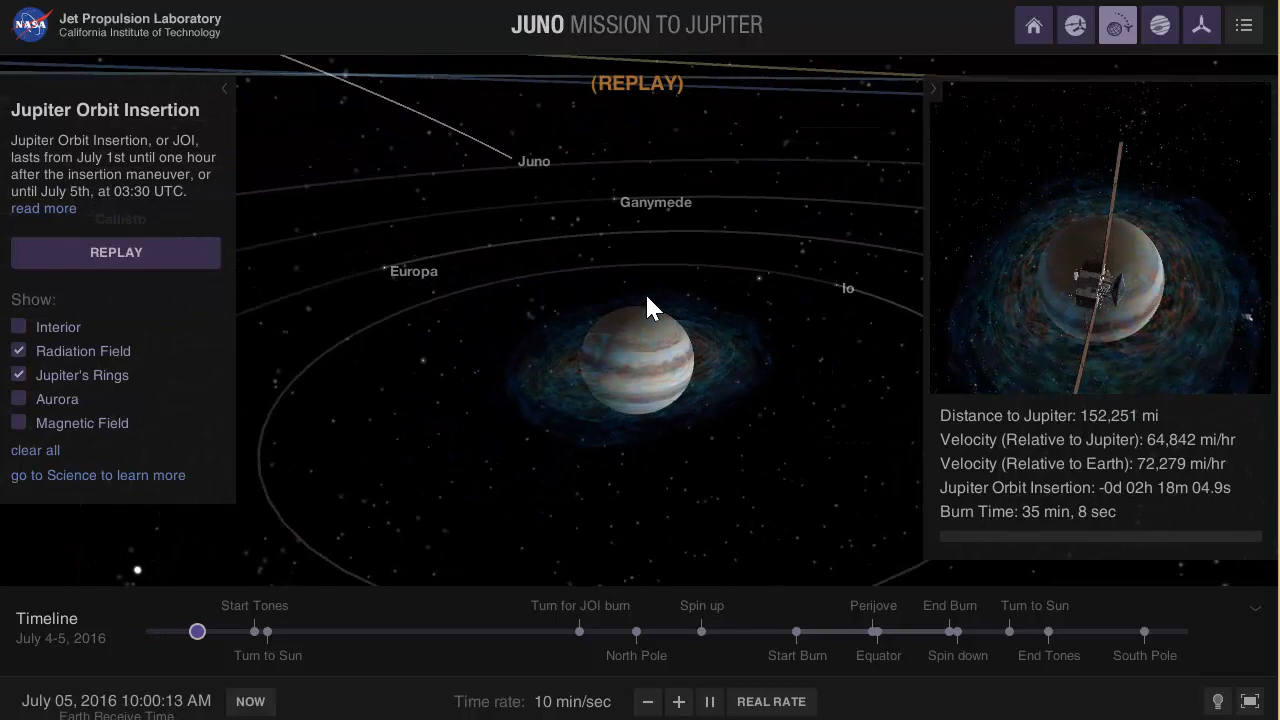 NASA
Jet Propulsion Laboratory
California Institute of Technology
JUNO MISSION TO JUPITER
(REPLAY)
Jupiter Orbit Insertion
Jupiter Orbit Insertion, or JOI,
lasts from July 1st until one hour
after the insertion maneuver, or
until July 5th, at 03:30 UTC.
read more
Callisto
REPLAY
Show:
Interior
Radiation Field
Jupiter's Rings
Aurora
Magnetic Field
clear all
go to Science to learn more
Juno
Ganymede
Europa
Io
Distance to Jupiter: 152,251 mi
Velocity (Relative to Jupiter): 64,842 mi/hr
Velocity (Relative to Earth): 72,279 mi/hr
Jupiter Orbit Insertion: -0d 02h 18m 04.9s
Burn Time: 35 min, 8 sec
Timeline
July 4-5, 2016
Start Tones
Turn for JOI burn
Spin up
Perijove
End Burn
Turn to Sun
Turn to Sun
North Pole
Start Burn
Equator
Spin down
End Tones
South Pole
July 05, 2016 10:00:13 AM
Earth Receive Time
NOW
Time rate: 10 min/sec
REAL RATE